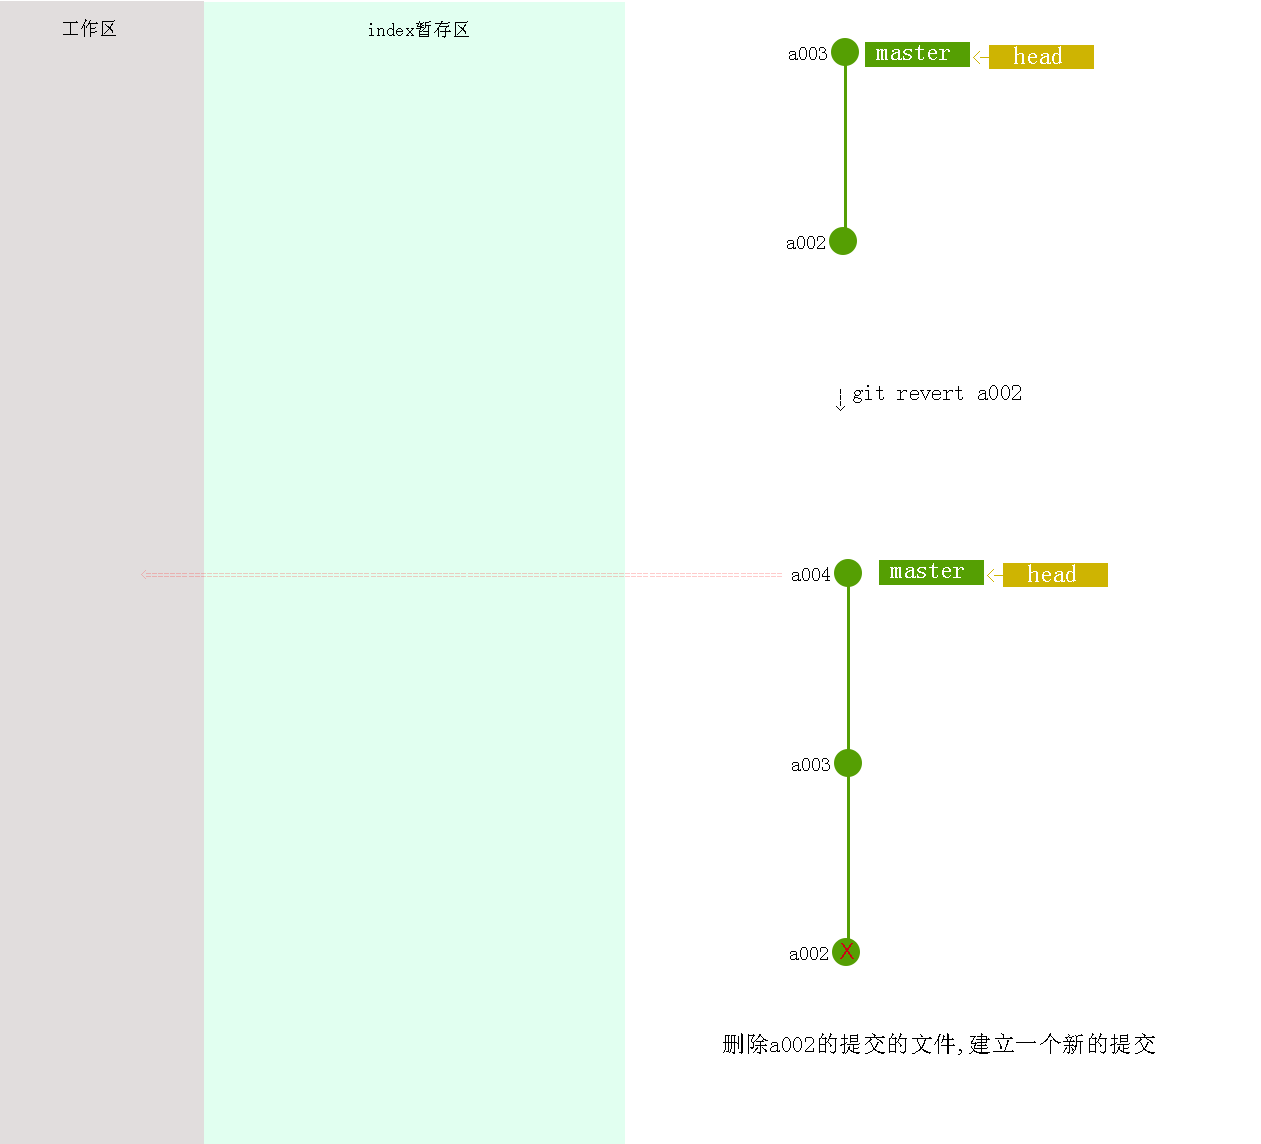 工作区
index暂存区
a003
master
head
a002
git revert a002
a004
master
head
a003
a002
X
删除a002的提交的文件,建立一个新的提交